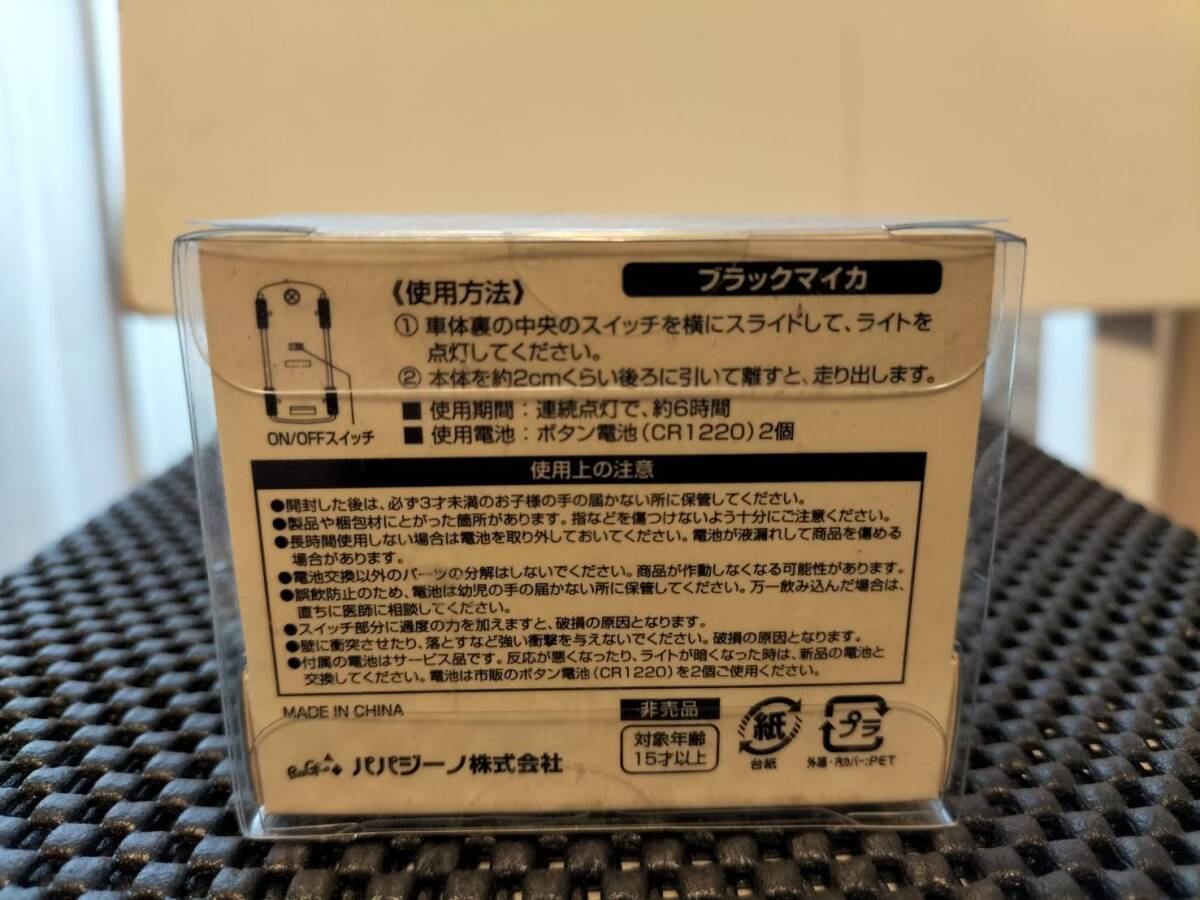 ブラックマイカ
《使用方法》
① 車体裏の中央のスイッチを横にスライドして、ライトを
点灯してください。
② 本体を約2cmくらい後ろに引いて離すと、走り出します。
■ 使用期間：連続点灯で、約6時間
■ 使用電池：ボタン電池(CR1220)2個
ON/OFFスイッチ
使用上の注意
●開封した後は、必ず3才未満のお子様の手の届かない所に保管してください。
●製品や梱包材にとがった箇所があります。指などを傷つけないよう十分にご注意ください。
●長時間使用しない場合は電池を取り外しておいてください。電池が液漏れして商品を傷める
場合があります。
●電池交換以外のパーツの分解はしないでください。商品が作動しなくなる可能性があります。
●誤飲防止のため、電池は幼児の手の届かない所に保管してください。万一飲み込んだ場合は、
直ちに医師に相談してください。
●スイッチ部分に過度の力を加えますと、破損の原因となります。
●壁に衝突させたり、落とすなど強い衝撃を与えないでください。破損の原因となります。
●付属の電池はサービス品です。反応が悪くなったり、ライトが暗くなった時は、新品の電池と
交換してください。電池は市販のボタン電池(CR1220)を2個ご使用ください。
MADE IN CHINA
非売品
対象年齢
15才以上
紙
台紙
プラ
外箱・内カバー:PET
パパジーノ株式会社